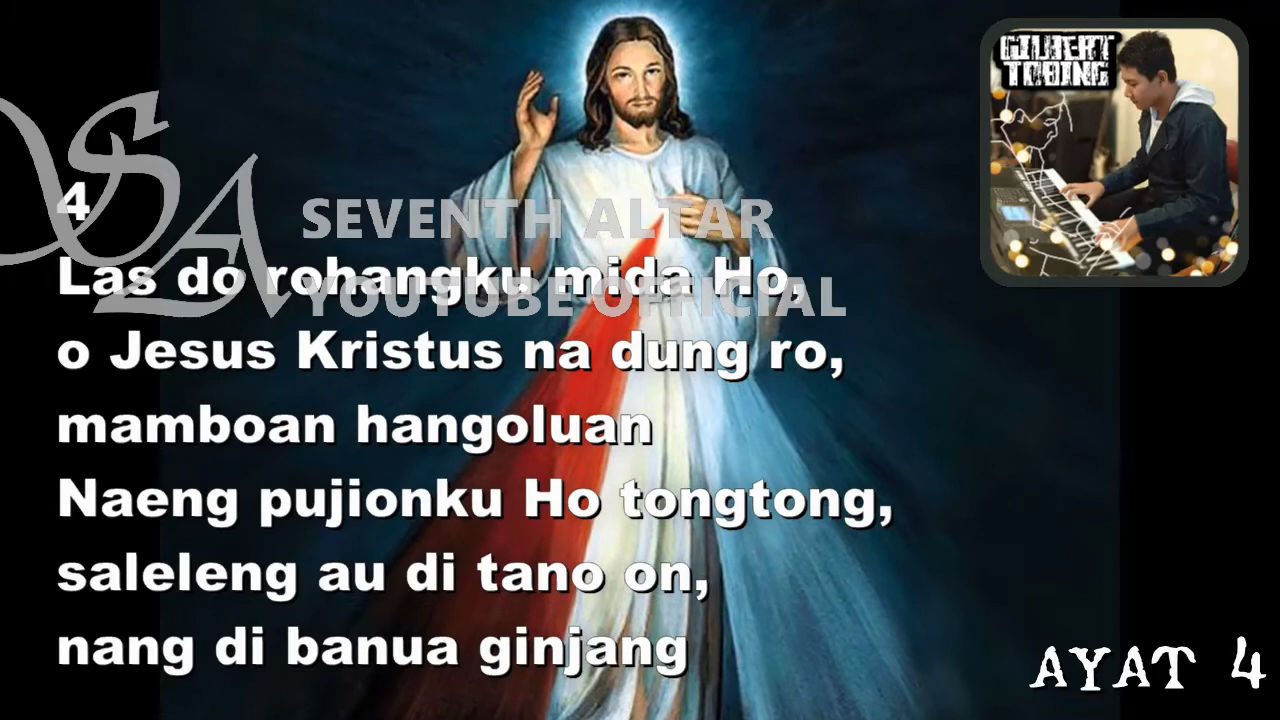 GILBERT
TOBING
4
SEVENTH ALTAR
Las do rohangku mida Ho,
YOUTUBE OFFICIAL
o Jesus Kristus na dung ro,
mamboan hangoluan
Naeng pujionku Ho tongtong,
saleleng au di tano on,
nang di banua ginjang
AYAT 4
SA